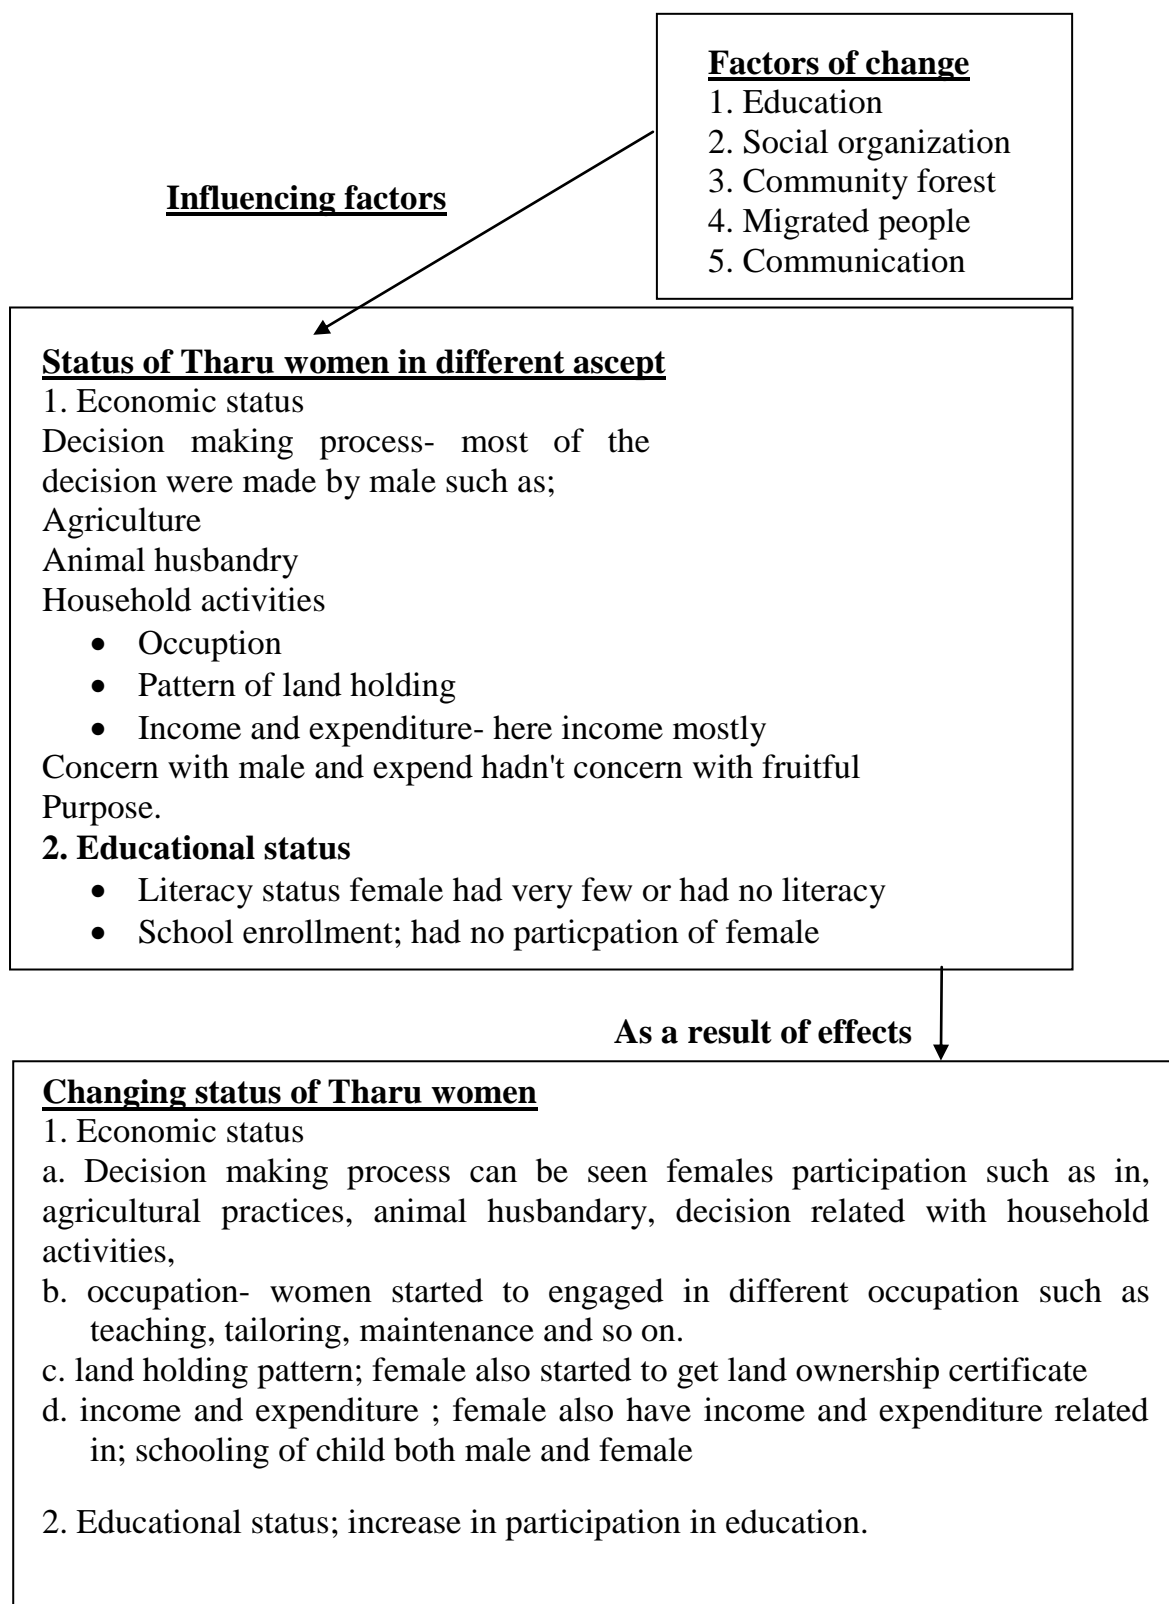 Factors of change
1. Education
2. Social organization
3. Community forest
4. Migrated people
5. Communication
Influencing factors
Status of Tharu women in different ascept
1. Economic status
Decision making process- most of the
decision were made by male such as;
Agriculture
Animal husbandry
Household activities
• Occuption
• Pattern of land holding
• Income and expenditure- here income mostly
Concern with male and expend hadn't concern with fruitful
Purpose.
2. Educational status
• Literacy status female had very few or had no literacy
• School enrollment; had no particpation of female
As a result of effects
Changing status of Tharu women
1. Economic status
a. Decision making process can be seen females participation such as in,
agricultural practices, animal husbandary, decision related with household
activities,
b. occupation- women started to engaged in different occupation such as
teaching, tailoring, maintenance and so on.
c. land holding pattern; female also started to get land ownership certificate
d. income and expenditure ; female also have income and expenditure related
in; schooling of child both male and female
2. Educational status; increase in participation in education.